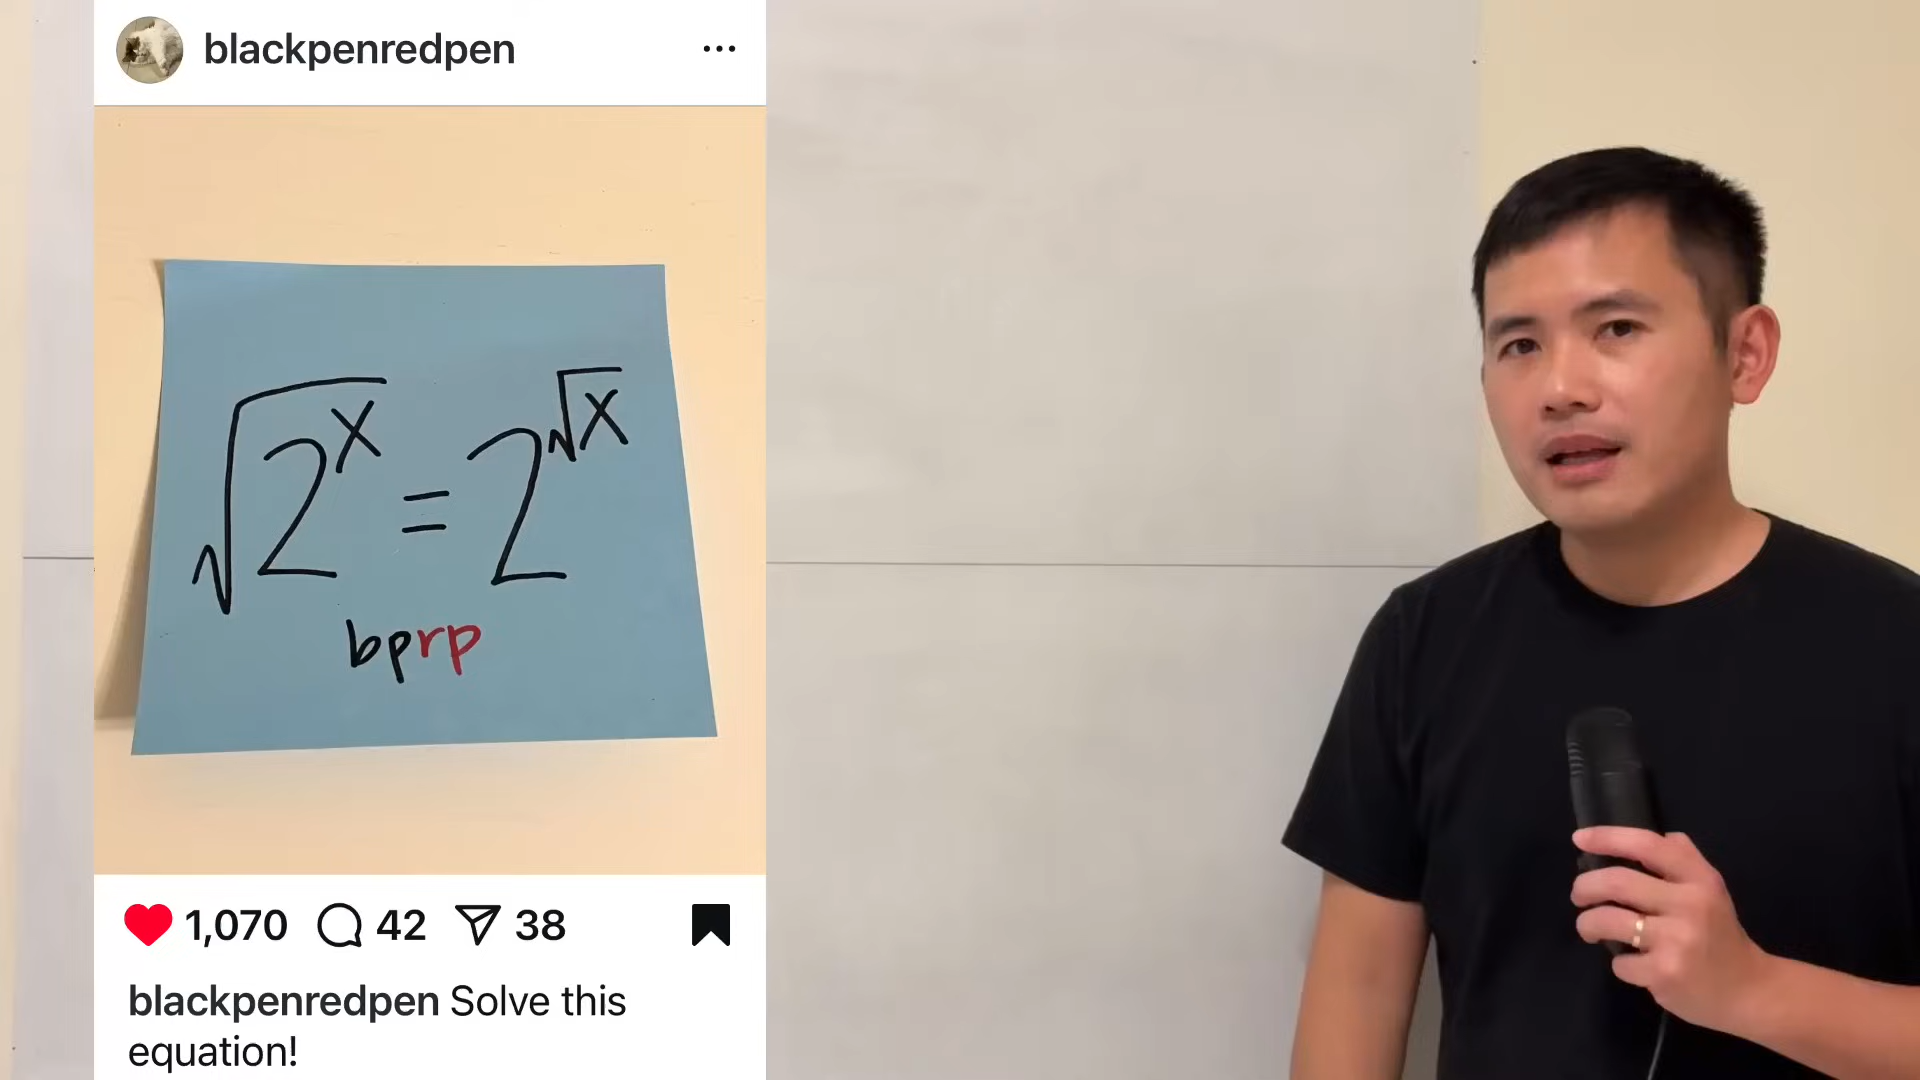 blackpenredpen
√2^x = 2^√x
bprp
1,070 42 38
blackpenredpen Solve this
equation!